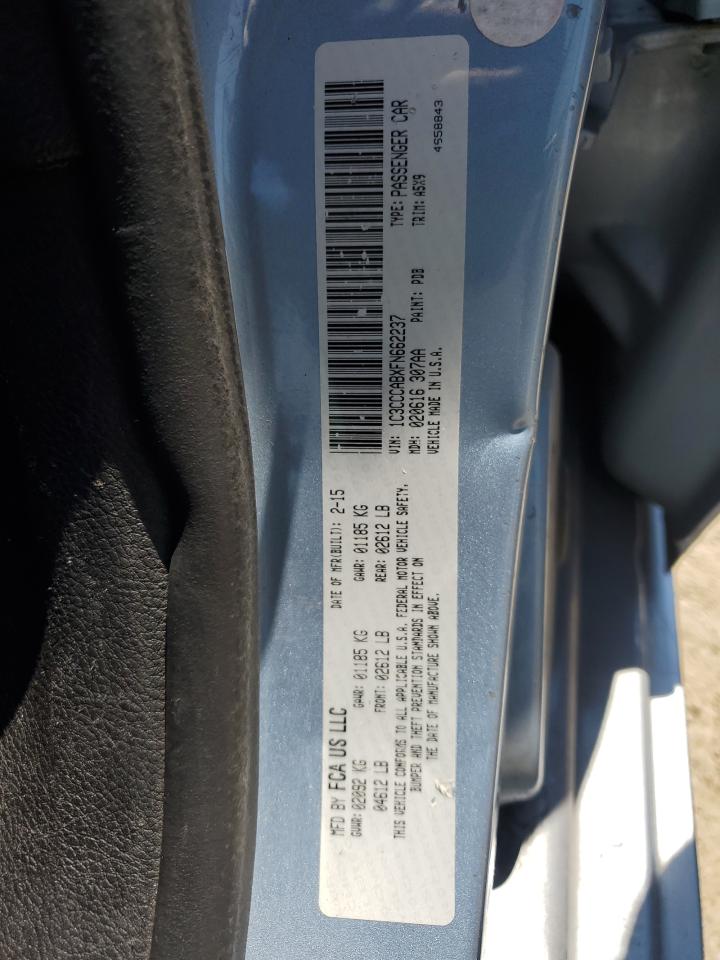 MFD BY FCA US LLC
DATE OF MFR(BUILT): 2-15
GVWR: 02092 KG
GAWR: 01185 KG
GAWR: 01185 KG
04612 LB
FRONT: 02612 LB
REAR: 02612 LB
THIS VEHICLE CONFORMS TO ALL APPLICABLE U.S.A. FEDERAL MOTOR VEHICLE SAFETY,
BUMPER AND THEFT PREVENTION STANDARDS IN EFFECT ON
THE DATE OF MANUFACTURE SHOWN ABOVE.
VIN: 1C3CCCABXFN662237
TYPE: PASSENGER CAR
MDH: 020616 307AA
PAINT: PDB
TRIM: A5X9
VEHICLE MADE IN U.S.A.
4558843